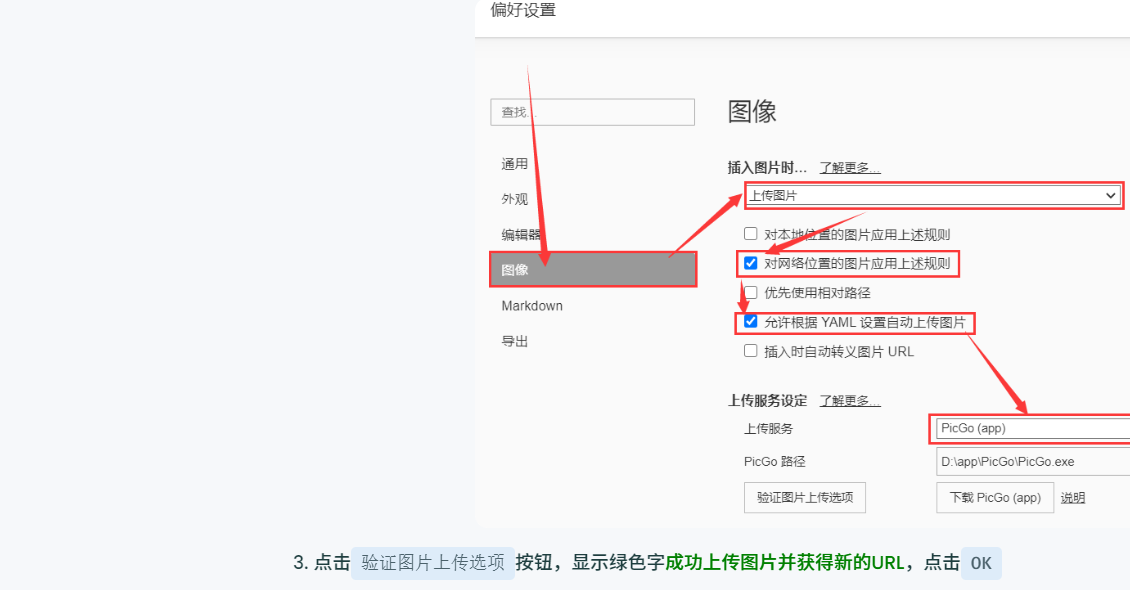 偏好设置
查找...
图像
插入图片时... 了解更多...
通用
上传图片
外观
编辑器
对本地位置的图片应用上述规则
图像
对网络位置的图片应用上述规则
优先使用相对路径
Markdown
允许根据 YAML 设置自动上传图片
导出
插入时自动转义图片 URL
上传服务设定 了解更多...
上传服务 PicGo (app)
PicGo 路径 D:\app\PicGo\PicGo.exe
验证图片上传选项 下载 PicGo (app) 说明
3. 点击 验证图片上传选项 按钮，显示绿色字成功上传图片并获得新的URL，点击 OK